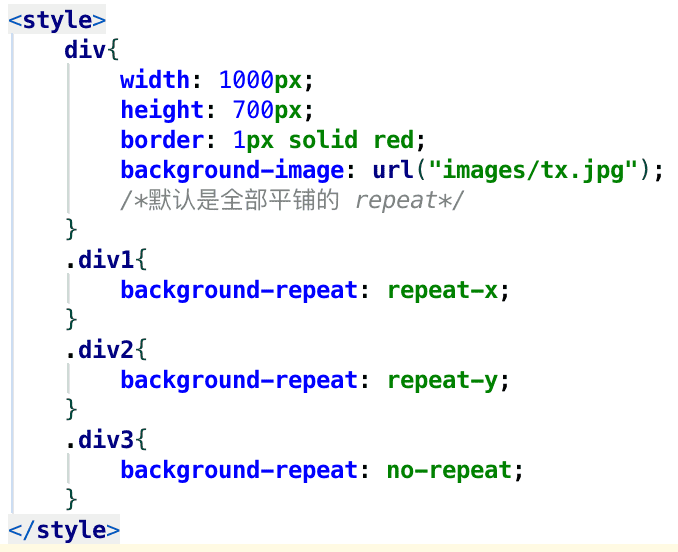 <style>
    div{
        width: 1000px;
        height: 700px;
        border: 1px solid red;
        background-image: url("images/tx.jpg");
        /*默认是全部平铺的 repeat*/
    }
    .div1{
        background-repeat: repeat-x;
    }
    .div2{
        background-repeat: repeat-y;
    }
    .div3{
        background-repeat: no-repeat;
    }
</style>